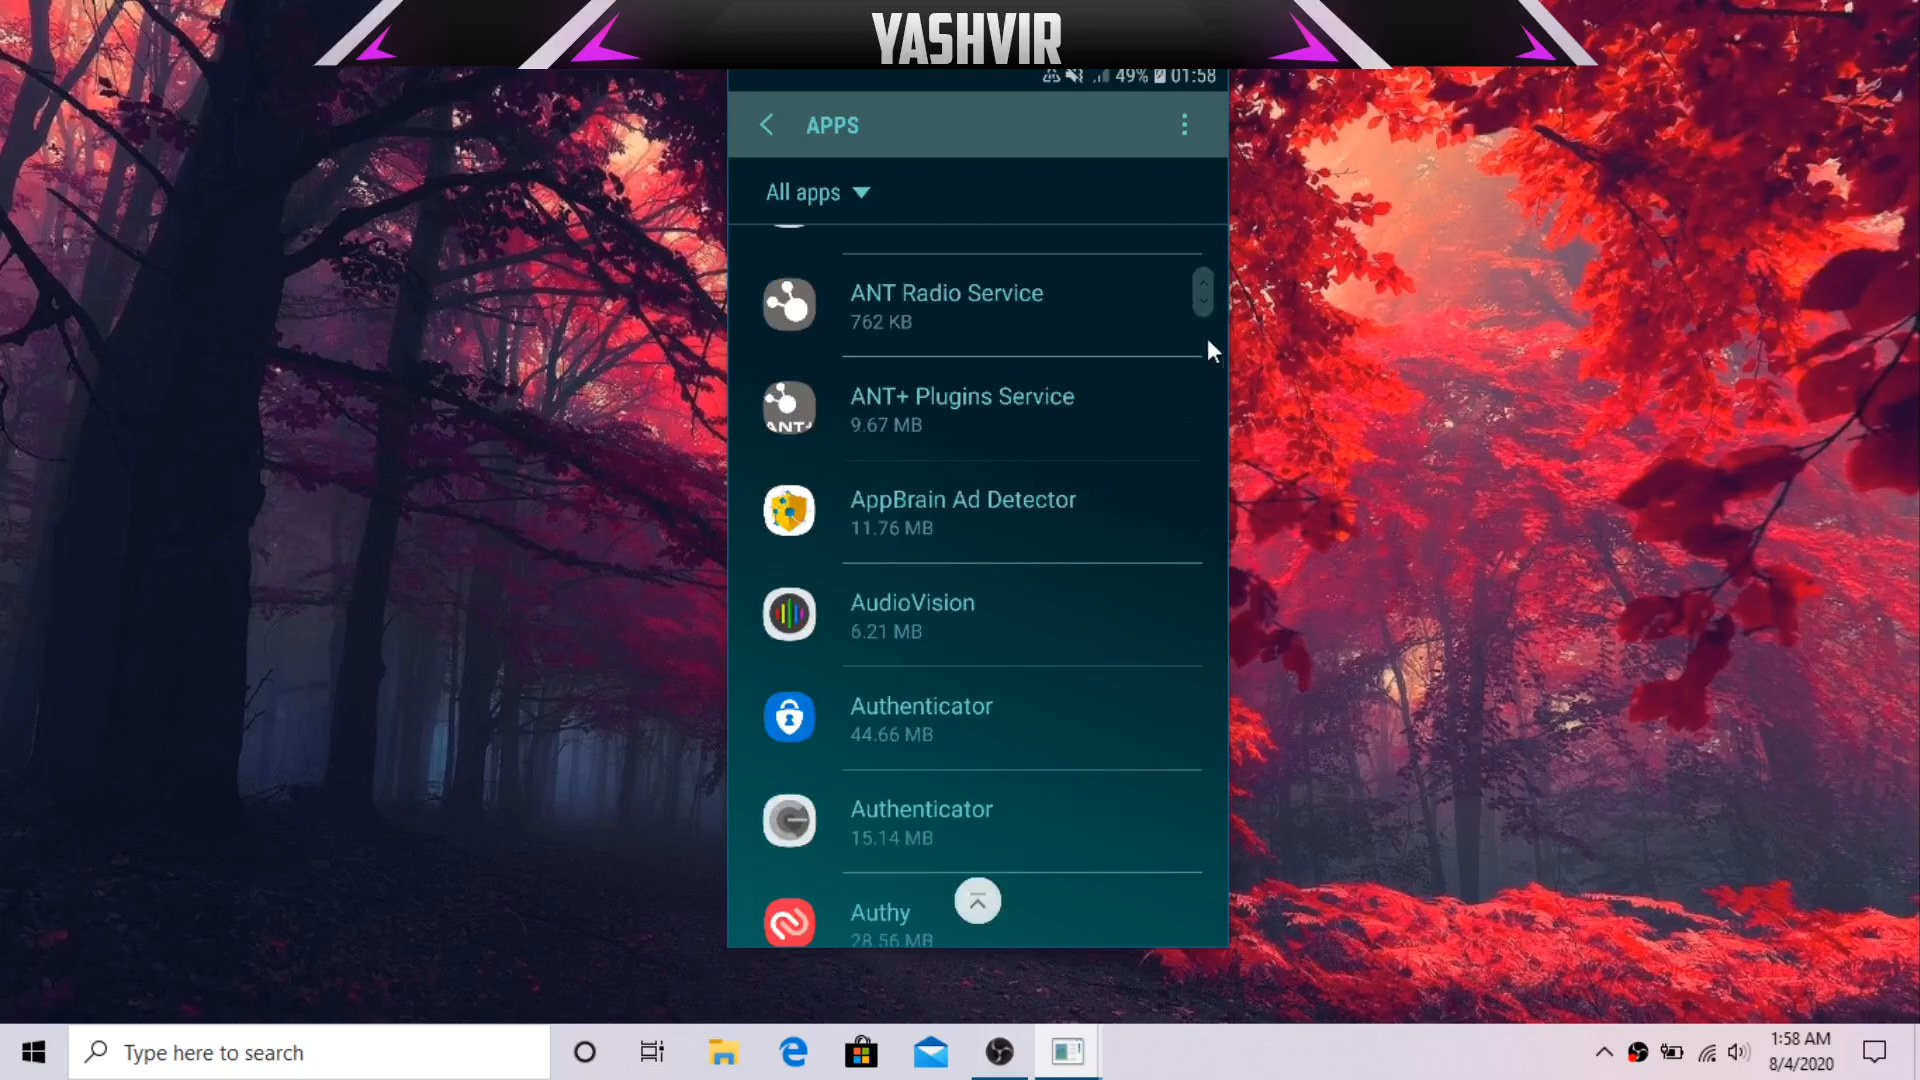 YASHVIR
49% 01:58
APPS
All apps
ANT Radio Service
762 KB
ANT+ Plugins Service
9.67 MB
ANT+
AppBrain Ad Detector
11.76 MB
AudioVision
6.21 MB
Authenticator
44.66 MB
Authenticator
15.14 MB
Authy
28.56 MB
Type here to search
1:58 AM
8/4/2020